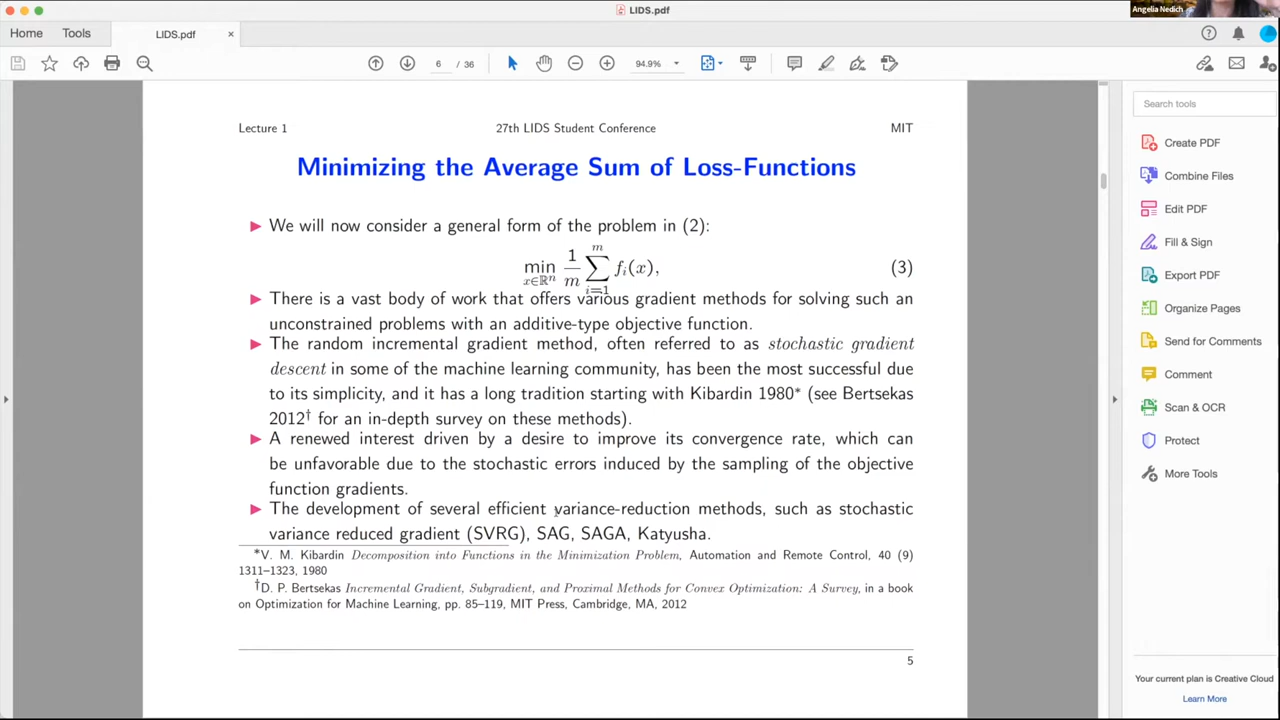 LIDS.pdf
Angelia Nedich
Home
Tools
LIDS.pdf
×
6 / 36
94.9%
Search tools
Create PDF
Combine Files
Edit PDF
Fill & Sign
Export PDF
Organize Pages
Send for Comments
Comment
Scan & OCR
Protect
More Tools
Your current plan is Creative Cloud
Learn More
Lecture 1
27th LIDS Student Conference
MIT
Minimizing the Average Sum of Loss-Functions
▶ We will now consider a general form of the problem in (2):
min_{x∈ℝⁿ} 1/m ∑_{i=1}^{m} f_i(x), (3)
▶ There is a vast body of work that offers various gradient methods for solving such an
unconstrained problems with an additive-type objective function.
▶ The random incremental gradient method, often referred to as stochastic gradient
descent in some of the machine learning community, has been the most successful due
to its simplicity, and it has a long tradition starting with Kibardin 1980* (see Bertsekas
2012† for an in-depth survey on these methods).
▶ A renewed interest driven by a desire to improve its convergence rate, which can
be unfavorable due to the stochastic errors induced by the sampling of the objective
function gradients.
▶ The development of several efficient variance-reduction methods, such as stochastic
variance reduced gradient (SVRG), SAG, SAGA, Katyusha.
*V. M. Kibardin Decomposition into Functions in the Minimization Problem, Automation and Remote Control, 40 (9)
1311–1323, 1980
†D. P. Bertsekas Incremental Gradient, Subgradient, and Proximal Methods for Convex Optimization: A Survey, in a book
on Optimization for Machine Learning, pp. 85–119, MIT Press, Cambridge, MA, 2012
5